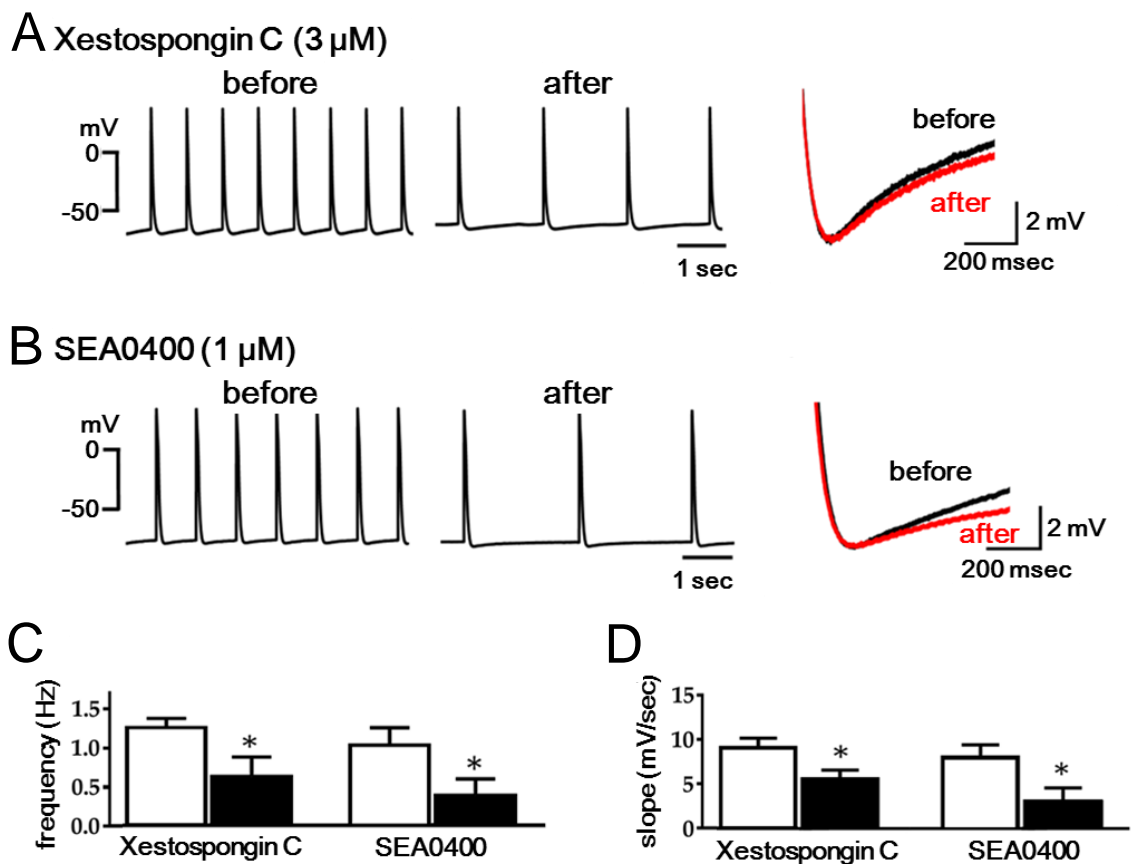 A Xestospongin C (3 µM)
before after
mV
0
-50
1 sec
before
after
2 mV
200 msec
B SEA0400 (1 µM)
before after
mV
0
-50
1 sec
before
after
2 mV
200 msec
C
frequency (Hz)
1.5
1.0
0.5
0.0
* *
Xestospongin C SEA0400
D
slope (mV/sec)
15
10
5
0
* *
Xestospongin C SEA0400